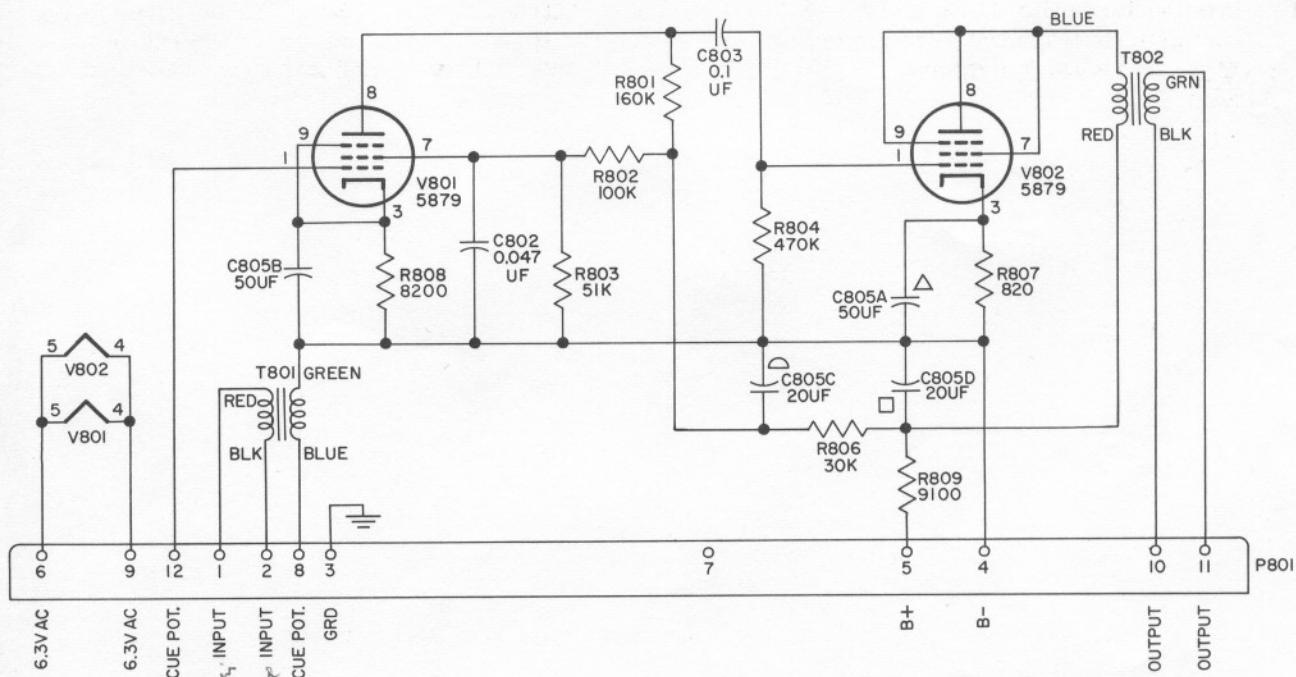 BLUE
C803
0.1
UF
T802
GRN
RED
BLK
R801
160K
8
9
1
7
V801
5879
3
R802
100K
8
9
1
7
V802
5879
3
C805B
50UF
R808
8200
C802
0.047
UF
R803
51K
R804
470K
C805A
50UF
R807
820
5
4
V802
5
4
V801
T801
GREEN
RED
BLK
BLUE
C805C
20UF
C805D
20UF
R806
30K
R809
9100
6
9
12
1
2
8
3
7
5
4
10
11
P801
6.3V AC
6.3V AC
CUE POT.
INPUT
INPUT
CUE POT.
GRD
B+
B-
OUTPUT
OUTPUT